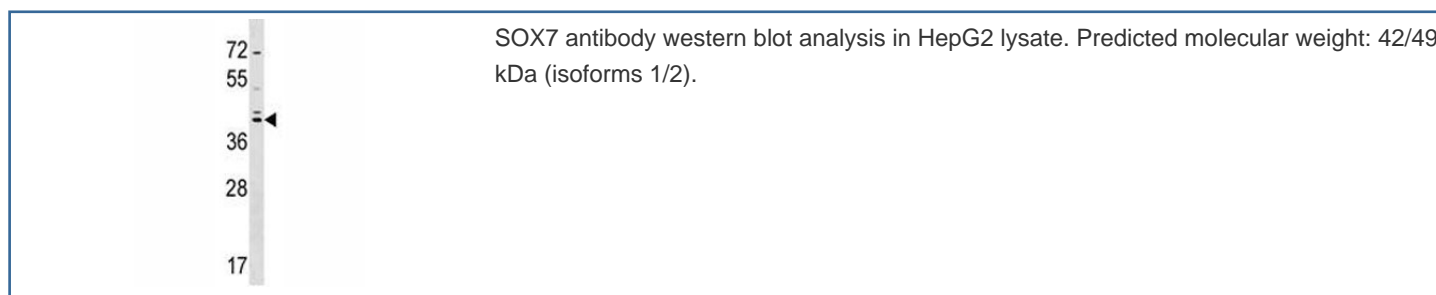 72
55
36
28
17
SOX7 antibody western blot analysis in HepG2 lysate. Predicted molecular weight: 42/49
kDa (isoforms 1/2).